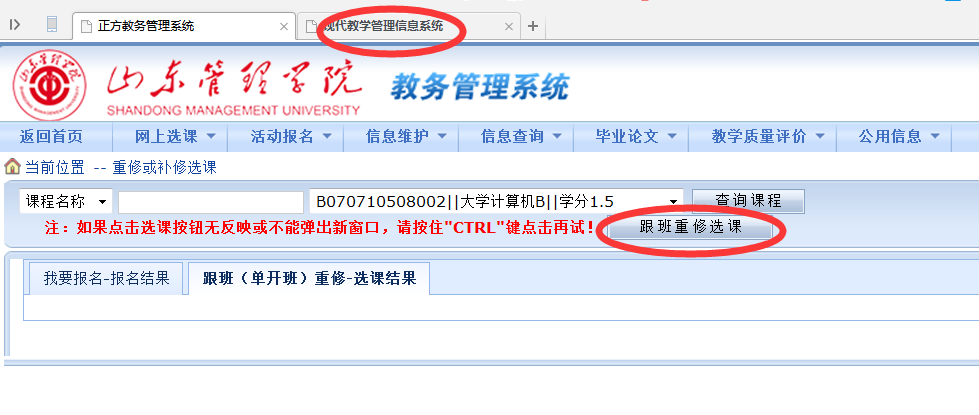 正方教务管理系统
现代教学管理信息系统
山东管理学院
SHANDONG MANAGEMENT UNIVERSITY
教务管理系统
返回首页 网上选课 活动报名 信息维护 信息查询 毕业论文 教学质量评价 公用信息
当前位置 -- 重修或补修选课
课程名称 B070710508002||大学计算机B||学分1.5 查询课程
注：如果点击选课按钮无反映或不能弹出新窗口，请按住"CTRL"键点击再试！ 跟班重修选课
我要报名-报名结果 跟班（单开班）重修-选课结果